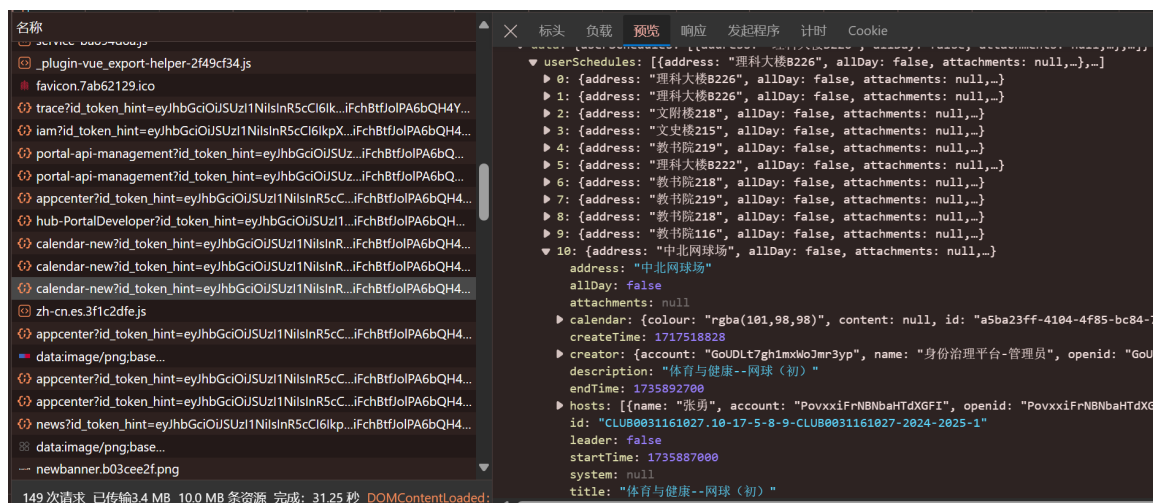 名称
_plugin-vue_export-helper-2f49cf34.js
favicon.7ab62129.ico
trace?id_token_hint=eyJhbGciOiJSUzI1NiIsInR5cCI6Ik...iFchBtfJolPA6bQH4Y...
iam?id_token_hint=eyJhbGciOiJSUzI1NiIsInR5cCI6IkpX...iFchBtfJolPA6bQH4...
portal-api-management?id_token_hint=eyJhbGciOiJSUz...iFchBtfJolPA6bQ...
portal-api-management?id_token_hint=eyJhbGciOiJSUz...iFchBtfJolPA6bQ...
appcenter?id_token_hint=eyJhbGciOiJSUzI1NiIsInR5cC...iFchBtfJolPA6bQH4...
hub-PortalDeveloper?id_token_hint=eyJhbGciOiJSUzI1...iFchBtfJolPA6bQH...
calendar-new?id_token_hint=eyJhbGciOiJSUzI1NiIsInR...iFchBtfJolPA6bQH4...
calendar-new?id_token_hint=eyJhbGciOiJSUzI1NiIsInR...iFchBtfJolPA6bQH4...
calendar-new?id_token_hint=eyJhbGciOiJSUzI1NiIsInR...iFchBtfJolPA6bQH4...
zh-cn.es.3f1c2dfe.js
appcenter?id_token_hint=eyJhbGciOiJSUzI1NiIsInR5cC...iFchBtfJolPA6bQH4...
data:image/png;base...
appcenter?id_token_hint=eyJhbGciOiJSUzI1NiIsInR5cC...iFchBtfJolPA6bQH4...
appcenter?id_token_hint=eyJhbGciOiJSUzI1NiIsInR5cC...iFchBtfJolPA6bQH4...
news?id_token_hint=eyJhbGciOiJSUzI1NiIsInR5cCI6Ikp...iFchBtfJolPA6bQH4...
data:image/png;base...
newbanner.b03cee2f.png
149 次请求 已传输3.4 MB 10.0 MB 条资源 完成: 31.25 秒 DOMContentLoaded:
标头 负载 预览 响应 发起程序 计时 Cookie
userSchedules: [{address: "理科大楼B226", allDay: false, attachments: null,…},…]
0: {address: "理科大楼B226", allDay: false, attachments: null,…}
1: {address: "理科大楼B226", allDay: false, attachments: null,…}
2: {address: "文附楼218", allDay: false, attachments: null,…}
3: {address: "文史楼215", allDay: false, attachments: null,…}
4: {address: "教书院219", allDay: false, attachments: null,…}
5: {address: "理科大楼B222", allDay: false, attachments: null,…}
6: {address: "教书院218", allDay: false, attachments: null,…}
7: {address: "教书院219", allDay: false, attachments: null,…}
8: {address: "教书院218", allDay: false, attachments: null,…}
9: {address: "教书院116", allDay: false, attachments: null,…}
10: {address: "中北网球场", allDay: false, attachments: null,…}
address: "中北网球场"
allDay: false
attachments: null
calendar: {colour: "rgba(101,98,98)", content: null, id: "a5ba23ff-4104-4f85-bc84-
createTime: 1717518828
creator: {account: "GoUDLt7gh1mxWoJmr3yp", name: "身份治理平台-管理员", openid: "GoU
description: "体育与健康--网球（初）"
endTime: 1735892700
hosts: [{name: "张勇", account: "PovxxiFrNBNbaHTdXGFI", openid: "PovxxiFrNBNbaHTdXG
id: "CLUB0031161027.10-17-5-8-9-CLUB0031161027-2024-2025-1"
leader: false
startTime: 1735887000
system: null
title: "体育与健康--网球（初）"